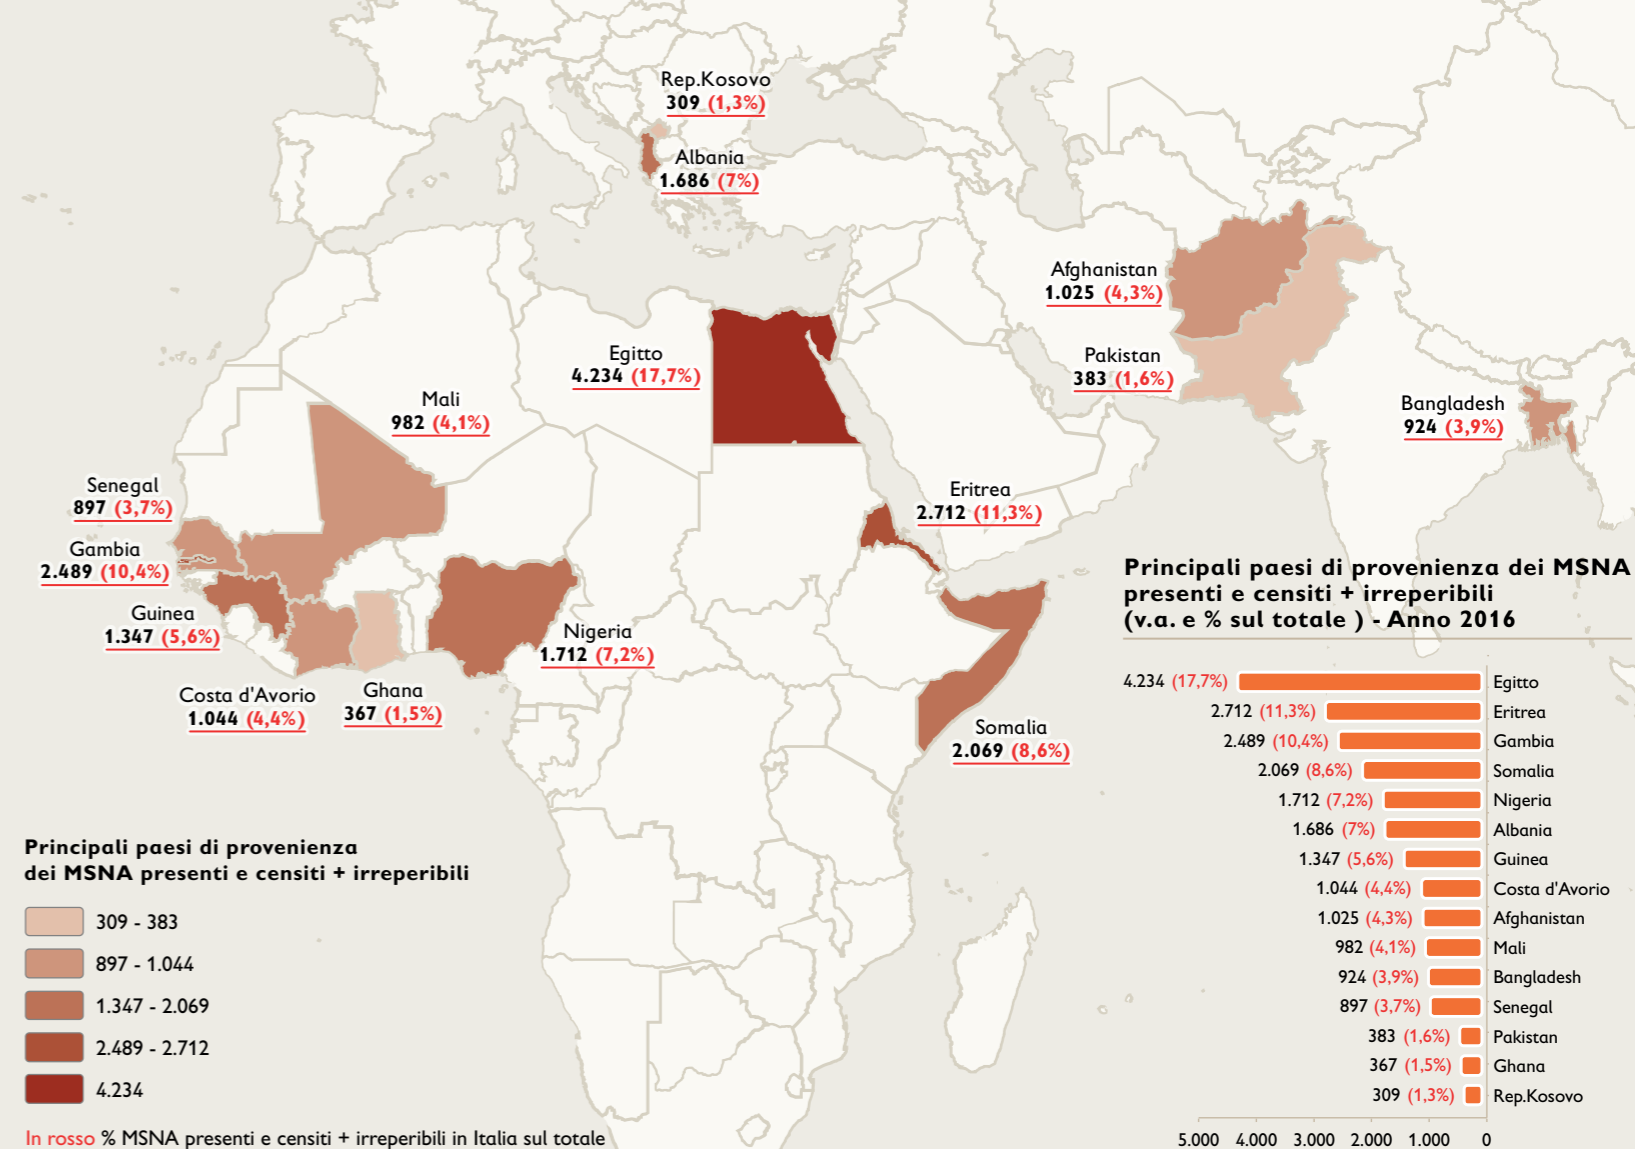 Rep.Kosovo
309 (1,3%)
Albania
1.686 (7%)
Afghanistan
1.025 (4,3%)
Pakistan
383 (1,6%)
Bangladesh
924 (3,9%)
Egitto
4.234 (17,7%)
Mali
982 (4,1%)
Senegal
897 (3,7%)
Gambia
2.489 (10,4%)
Guinea
1.347 (5,6%)
Costa d'Avorio
1.044 (4,4%)
Ghana
367 (1,5%)
Nigeria
1.712 (7,2%)
Eritrea
2.712 (11,3%)
Somalia
2.069 (8,6%)
Principali paesi di provenienza dei MSNA
presenti e censiti + irreperibili
(v.a. e % sul totale ) - Anno 2016
4.234 (17,7%) Egitto
2.712 (11,3%) Eritrea
2.489 (10,4%) Gambia
2.069 (8,6%) Somalia
1.712 (7,2%) Nigeria
1.686 (7%) Albania
1.347 (5,6%) Guinea
1.044 (4,4%) Costa d'Avorio
1.025 (4,3%) Afghanistan
982 (4,1%) Mali
924 (3,9%) Bangladesh
897 (3,7%) Senegal
383 (1,6%) Pakistan
367 (1,5%) Ghana
309 (1,3%) Rep.Kosovo
5.000 4.000 3.000 2.000 1.000 0
Principali paesi di provenienza
dei MSNA presenti e censiti + irreperibili
309 - 383
897 - 1.044
1.347 - 2.069
2.489 - 2.712
4.234
In rosso % MSNA presenti e censiti + irreperibili in Italia sul totale